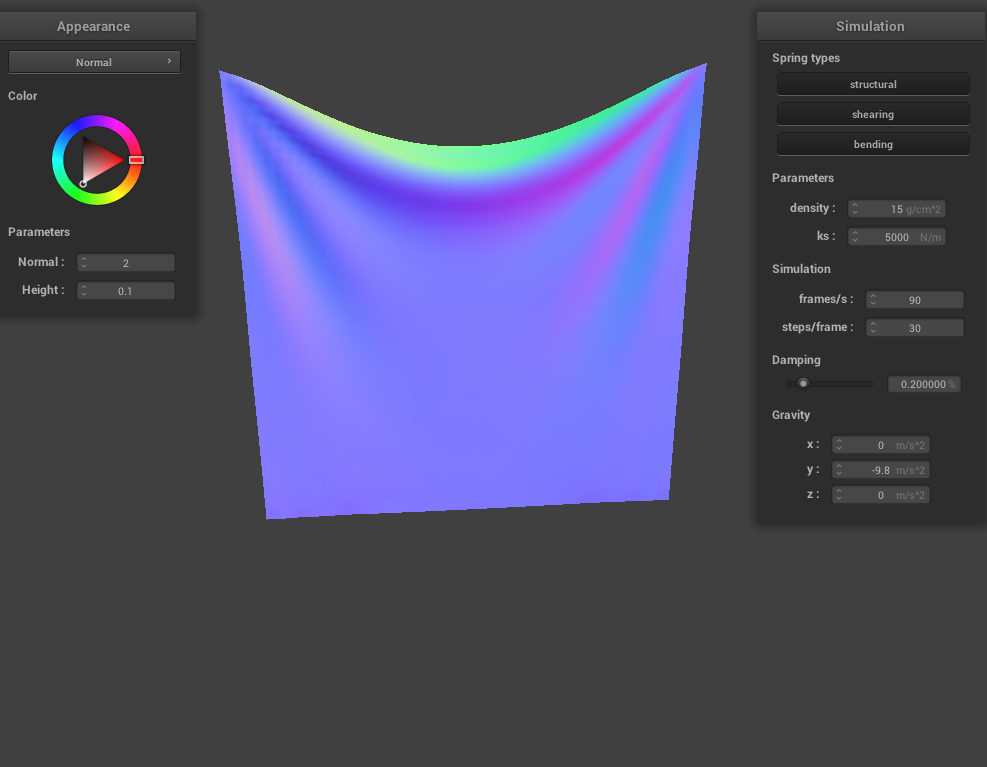 Appearance
Normal ›
Color
Parameters
Normal : 2
Height : 0.1
Simulation
Spring types
structural
shearing
bending
Parameters
density : 15 g/cm^2
ks : 5000 N/m
Simulation
frames/s : 90
steps/frame : 30
Damping
0.200000 %
Gravity
x : 0 m/s^2
y : -9.8 m/s^2
z : 0 m/s^2